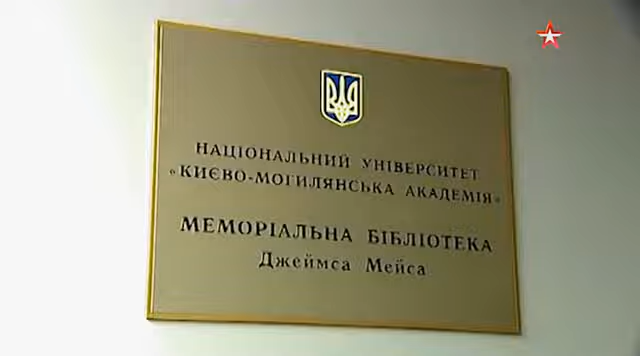 НАЦІОНАЛЬНИЙ УНІВЕРСИТЕТ
«КИЄВО-МОГИЛЯНСЬКА АКАДЕМІЯ»
МЕМОРІАЛЬНА БІБЛІОТЕКА
Джеймса Мейса